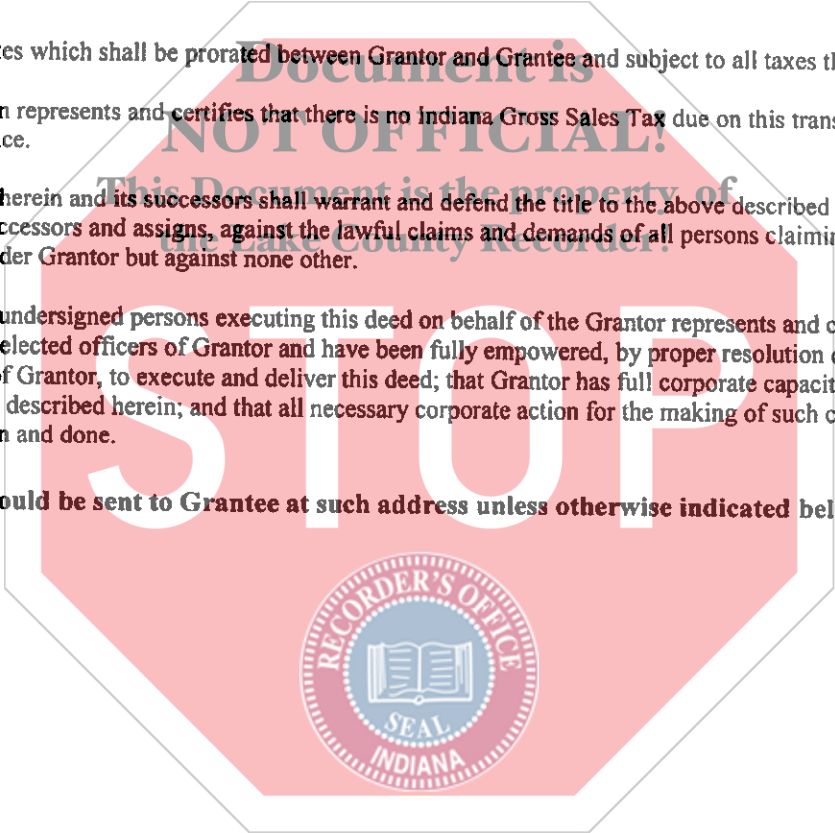 es which shall be prorated between Grantor and Grantee and subject to all taxes th
Document is
n represents and certifies that there is no Indiana Gross Sales Tax due on this trans
NOT OFFICIAL!
ce.
This Document is the property of
herein and its successors shall warrant and defend the title to the above described
ccessors and assigns, against the lawful claims and demands of all persons claimin
the Lake County Recorder!
der Grantor but against none other.
undersigned persons executing this deed on behalf of the Grantor represents and c
elected officers of Grantor and have been fully empowered, by proper resolution
f Grantor, to execute and deliver this deed; that Grantor has full corporate capacit
described herein; and that all necessary corporate action for the making of such c
n and done.
STOP
ould be sent to Grantee at such address unless otherwise indicated bel
RECORDER'S OFFICE
SEAL
INDIANA